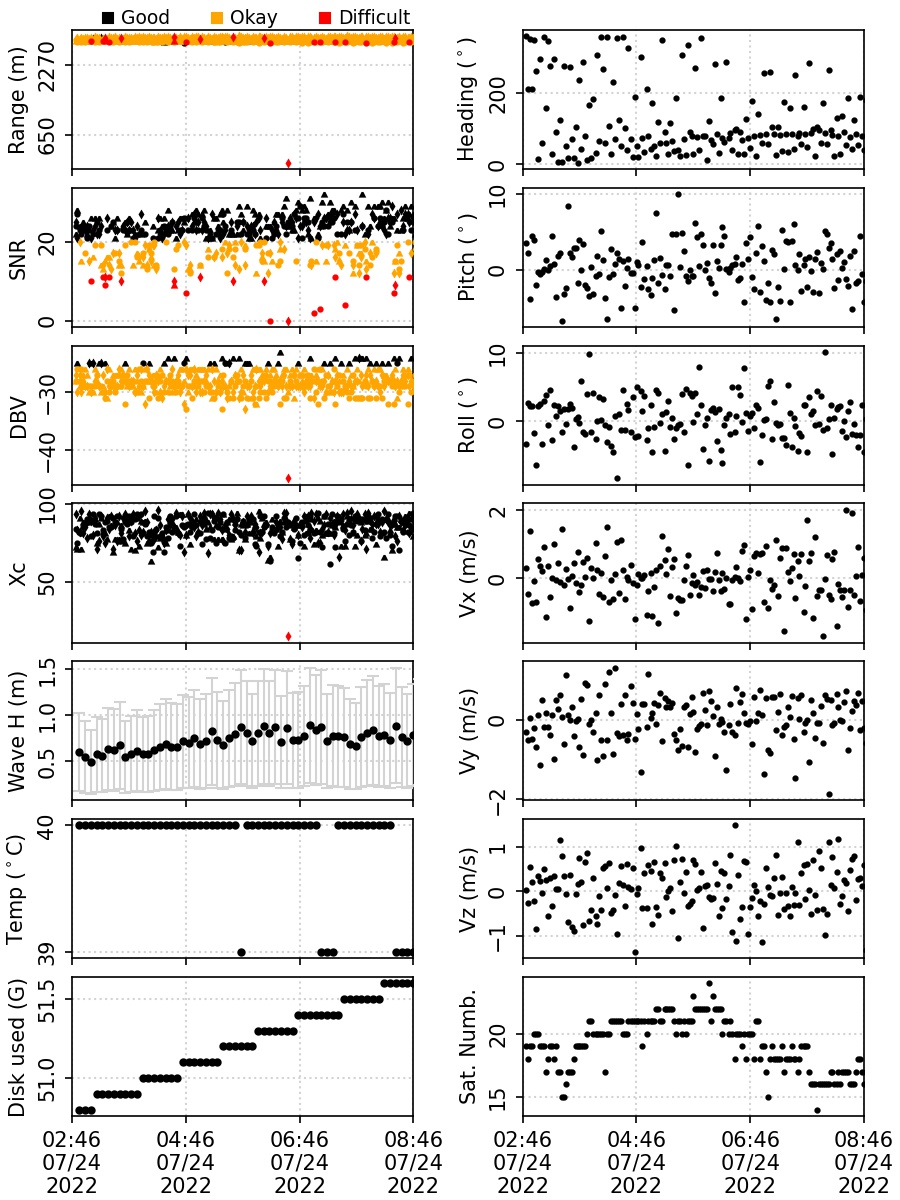 Good Okay Difficult
Range (m)
2270
650
SNR
20
0
DBV
−30
−40
Xc
100
50
Wave H (m)
1.5
1.0
0.5
Temp (°C)
40
39
Disk used (G)
51.5
51.0
02:46 04:46 06:46 08:46
07/24 07/24 07/24 07/24
2022 2022 2022 2022
Heading (°)
200
0
Pitch (°)
10
0
Roll (°)
10
0
Vx (m/s)
2
0
Vy (m/s)
0
−2
Vz (m/s)
1
0
−1
Sat. Numb.
20
15
02:46 04:46 06:46 08:46
07/24 07/24 07/24 07/24
2022 2022 2022 2022